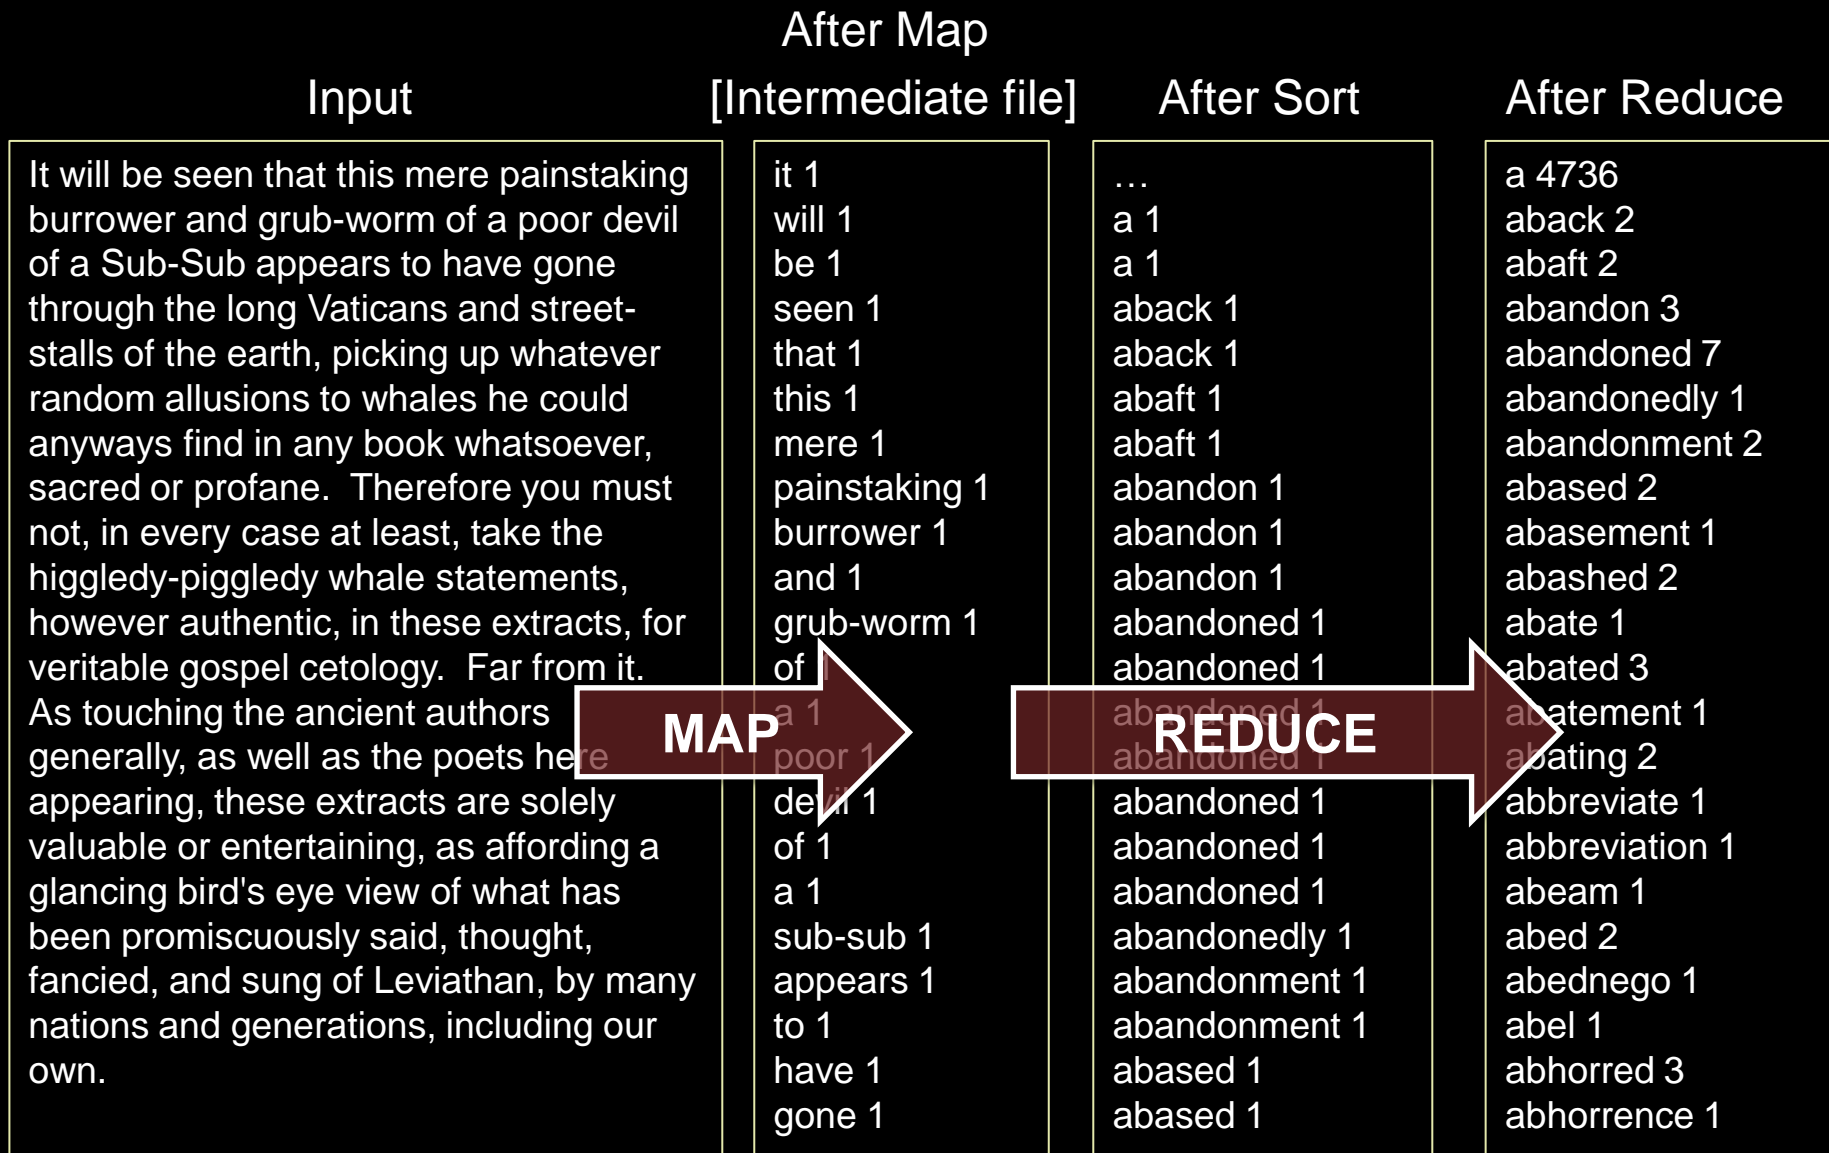 After Map
Input
[Intermediate file]
After Sort
After Reduce
It will be seen that this mere painstaking
burrower and grub-worm of a poor devil
of a Sub-Sub appears to have gone
through the long Vaticans and street-
stalls of the earth, picking up whatever
random allusions to whales he could
anyways find in any book whatsoever,
sacred or profane.  Therefore you must
not, in every case at least, take the
higgledy-piggledy whale statements,
however authentic, in these extracts, for
veritable gospel cetology.  Far from it.
As touching the ancient authors
generally, as well as the poets here
appearing, these extracts are solely
valuable or entertaining, as affording a
glancing bird's eye view of what has
been promiscuously said, thought,
fancied, and sung of Leviathan, by many
nations and generations, including our
own.
MAP
it 1
will 1
be 1
seen 1
that 1
this 1
mere 1
painstaking 1
burrower 1
and 1
grub-worm 1
of 1
a 1
poor 1
devil 1
of 1
a 1
sub-sub 1
appears 1
to 1
have 1
gone 1
…
a 1
a 1
aback 1
aback 1
abaft 1
abaft 1
abandon 1
abandon 1
abandon 1
abandoned 1
abandoned 1
abandoned 1
abandoned 1
abandoned 1
abandoned 1
abandoned 1
abandonedly 1
abandonment 1
abandonment 1
abased 1
abased 1
REDUCE
a 4736
aback 2
abaft 2
abandon 3
abandoned 7
abandonedly 1
abandonment 2
abased 2
abasement 1
abashed 2
abate 1
abated 3
abatement 1
abating 2
abbreviate 1
abbreviation 1
abeam 1
abed 2
abednego 1
abel 1
abhorred 3
abhorrence 1